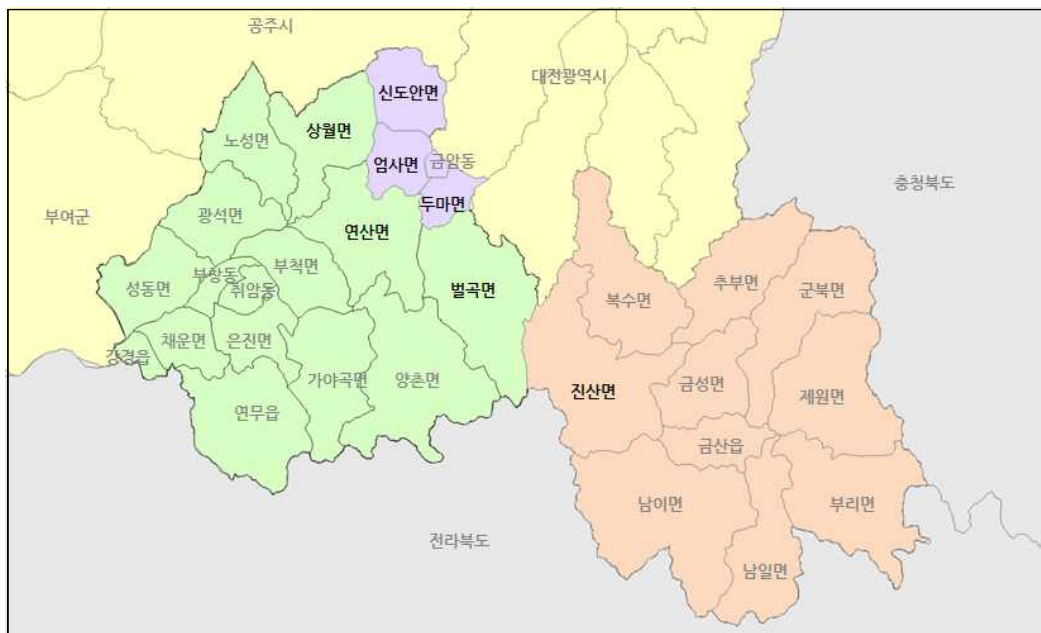 공주시
대전광역시
신도안면
상월면
노성면
엄사면
금암동
충청북도
두마면
부여군
광석면
연산면
부창동
부척면
추부면
군북면
성동면
취암동
벌곡면
복수면
채운면
은진면
강경읍
가야곡면
양촌면
진산면
금성면
제원면
연무읍
금산읍
남이면
부리면
전라북도
남일면